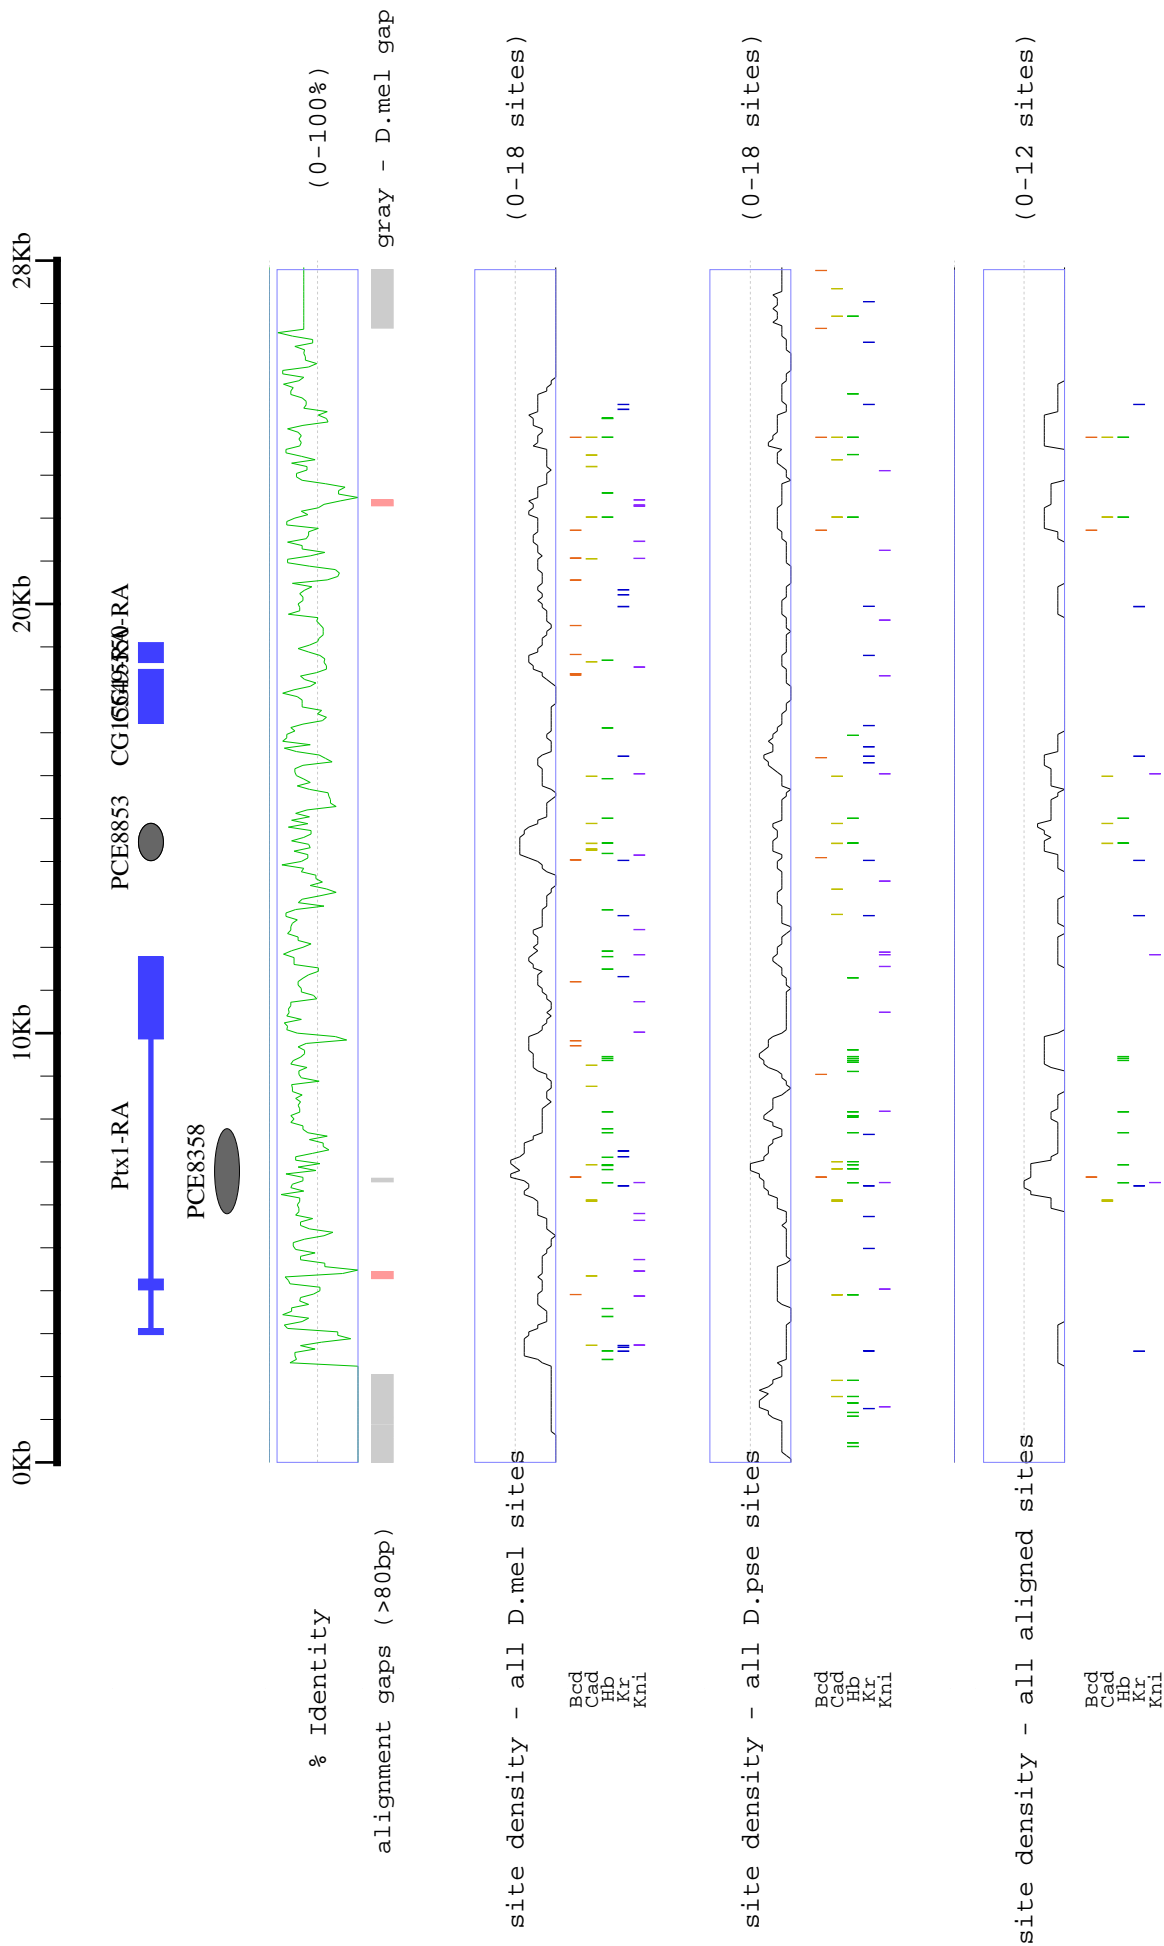 0Kb
10Kb
20Kb
28Kb
Ptx1-RA
PCE8853
PCE8358
% Identity
(0-100%)
alignment gaps (>80bp)
gray - D.mel gap
site density - all D.mel sites
(0-18 sites)
Bcd
Cad
Hb
Kr
Kni
site density - all D.pse sites
(0-18 sites)
Bcd
Cad
Hb
Kr
Kni
site density - all aligned sites
(0-12 sites)
Bcd
Cad
Hb
Kr
Kni